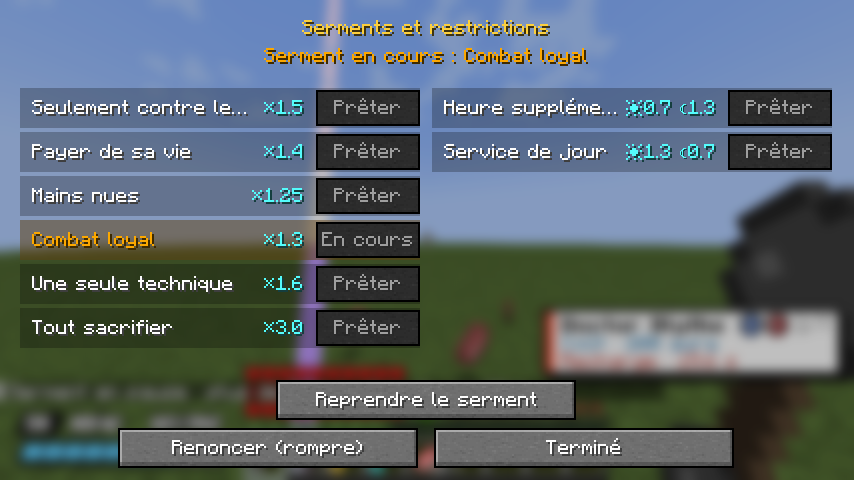 Serments et restrictions
Serment en cours : Combat loyal
Seulement contre le... ×1.5 Prêter
Payer de sa vie ×1.4 Prêter
Mains nues ×1.25 Prêter
Combat loyal ×1.3 En cours
Une seule technique ×1.6 Prêter
Tout sacrifier ×3.0 Prêter
Heure suppléme... ☀0.7 ☾1.3 Prêter
Service de jour ☀1.3 ☾0.7 Prêter
Reprendre le serment
Renoncer (rompre)
Terminé